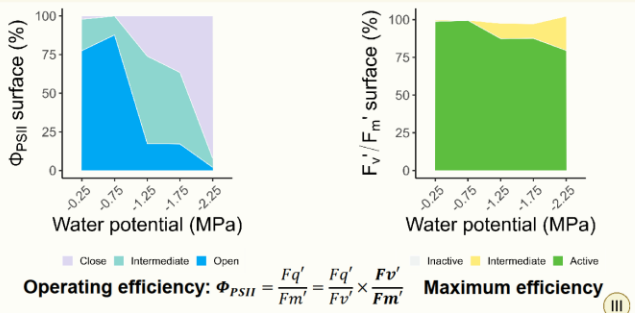 100
75
50
25
0
Φ_PSII surface (%)
-0.25 -0.75 -1.25 -1.75 -2.25
Water potential (MPa)
Close Intermediate Open
100
75
50
25
0
Fv'/Fm' surface (%)
-0.25 -0.75 -1.25 -1.75 -2.25
Water potential (MPa)
Inactive Intermediate Active
Operating efficiency: Φ_PSII = Fq'/Fm' = Fq'/Fv' × Fv'/Fm' Maximum efficiency
III